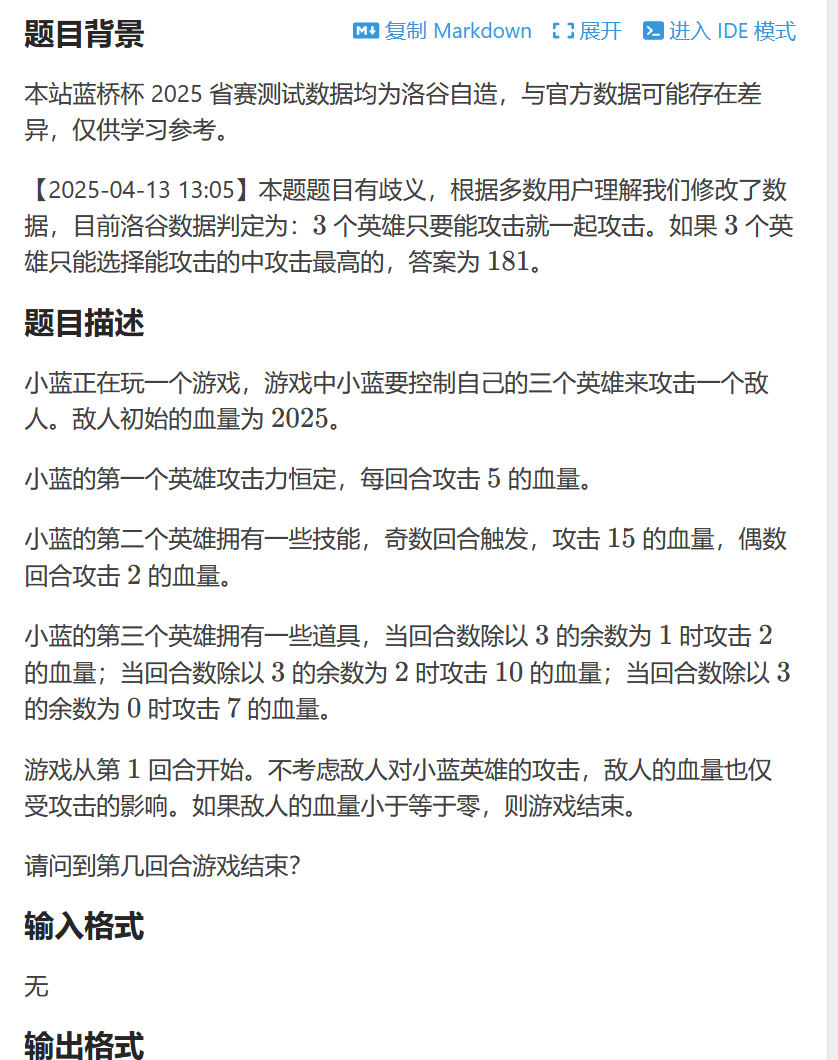 题目背景
复制 Markdown 展开 进入 IDE 模式
本站蓝桥杯 2025 省赛测试数据均为洛谷自造，与官方数据可能存在差
异，仅供学习参考。
【2025-04-13 13:05】本题题目有歧义，根据多数用户理解我们修改了数
据，目前洛谷数据判定为：3 个英雄只要能攻击就一起攻击。如果 3 个英
雄只能选择能攻击的中攻击最高的，答案为 181。
题目描述
小蓝正在玩一个游戏，游戏中小蓝要控制自己的三个英雄来攻击一个敌
人。敌人初始的血量为 2025。
小蓝的第一个英雄攻击力恒定，每回合攻击 5 的血量。
小蓝的第二个英雄拥有一些技能，奇数回合触发，攻击 15 的血量，偶数
回合攻击 2 的血量。
小蓝的第三个英雄拥有一些道具，当回合数除以 3 的余数为 1 时攻击 2
的血量；当回合数除以 3 的余数为 2 时攻击 10 的血量；当回合数除以 3
的余数为 0 时攻击 7 的血量。
游戏从第 1 回合开始。不考虑敌人对小蓝英雄的攻击，敌人的血量也仅
受攻击的影响。如果敌人的血量小于等于零，则游戏结束。
请问到第几回合游戏结束？
输入格式
无
输出格式